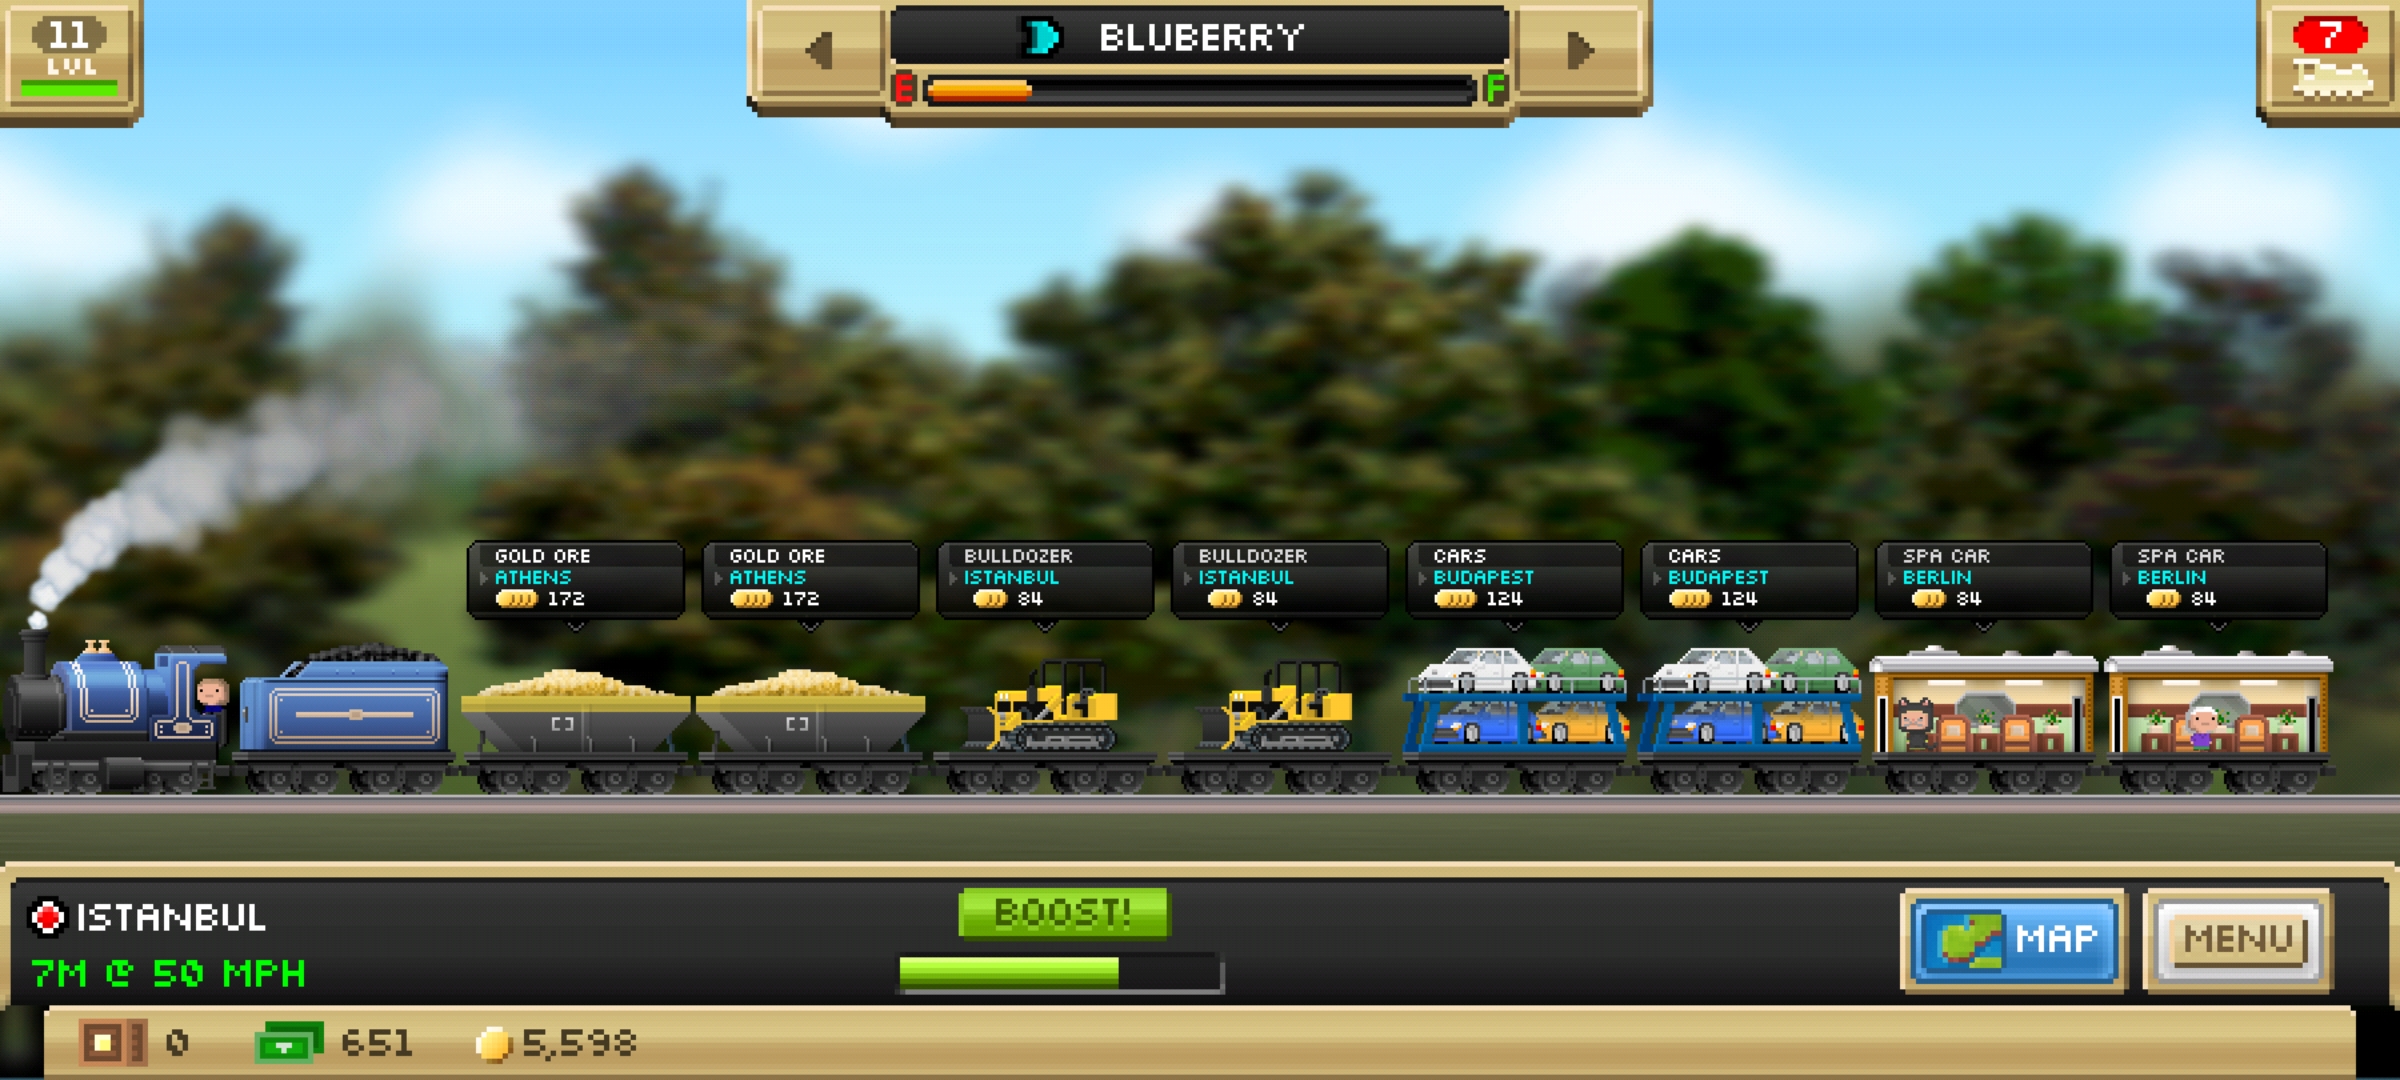 11
LVL
BLUBERRY
E F
7
GOLD ORE
ATHENS
172
GOLD ORE
ATHENS
172
BULLDOZER
ISTANBUL
84
BULLDOZER
ISTANBUL
84
CARS
BUDAPEST
124
CARS
BUDAPEST
124
SPA CAR
BERLIN
84
SPA CAR
BERLIN
84
ISTANBUL
7M @ 50 MPH
BOOST!
MAP
MENU
0
651
5,598